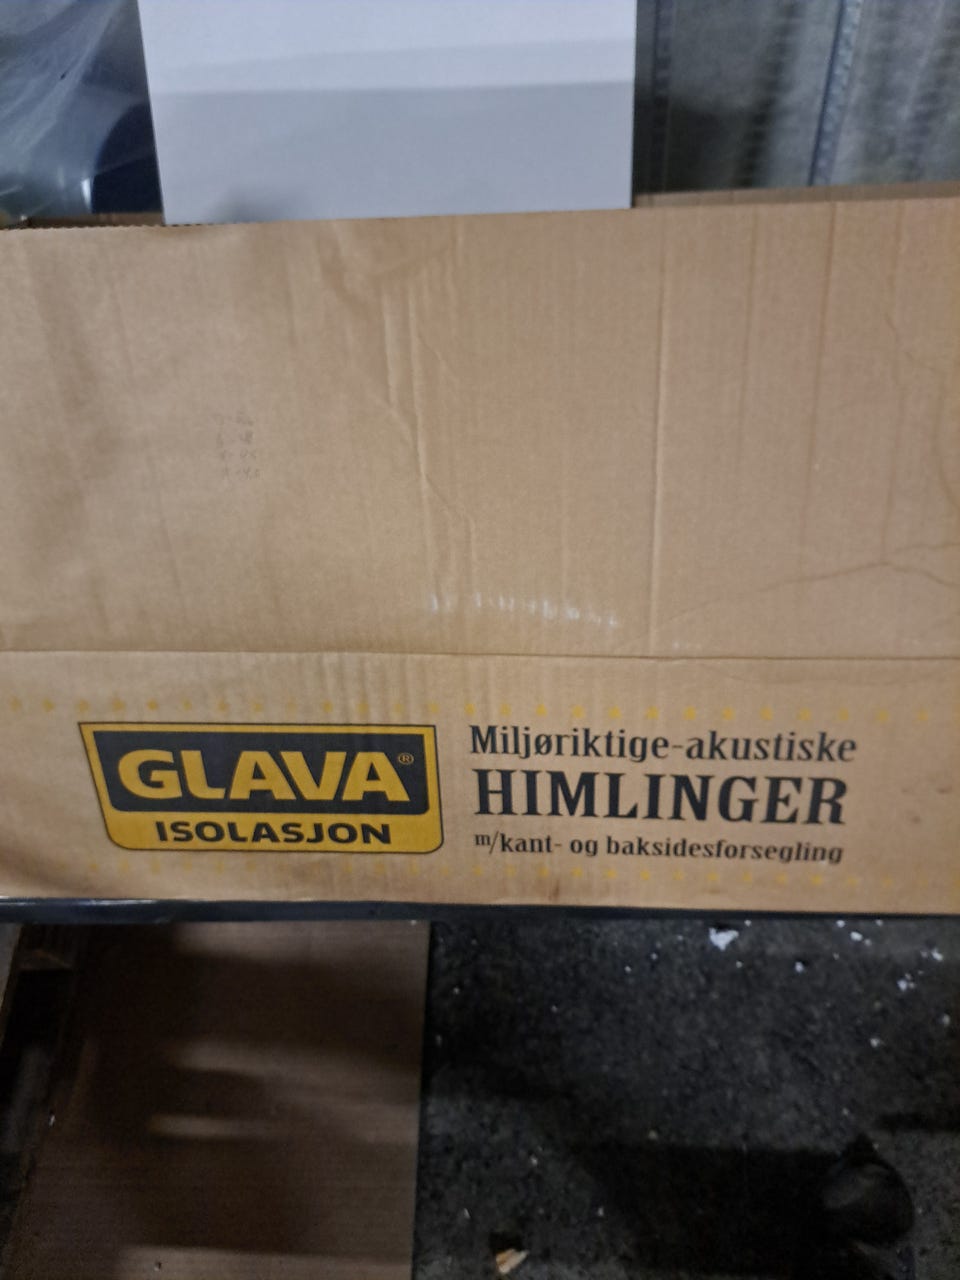 GLAVA®
ISOLASJON
Miljøriktige-akustiske
HIMLINGER
m/kant- og baksidesforsegling